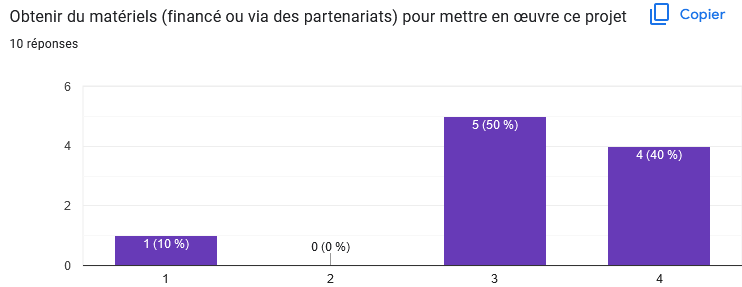 Obtenir du matériels (financé ou via des partenariats) pour mettre en œuvre ce projet
Copier
10 réponses
6
4
2
0
1 (10 %)
0 (0 %)
5 (50 %)
4 (40 %)
1
2
3
4